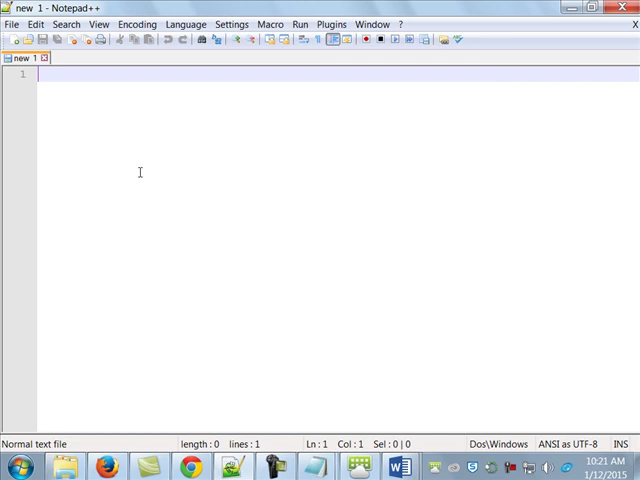 new 1 - Notepad++
File Edit Search View Encoding Language Settings Macro Run Plugins Window ? X
new 1
1
Normal text file length : 0 lines : 1 Ln : 1 Col : 1 Sel : 0 | 0 Dos\Windows ANSI as UTF-8 INS
10:21 AM
1/12/2015